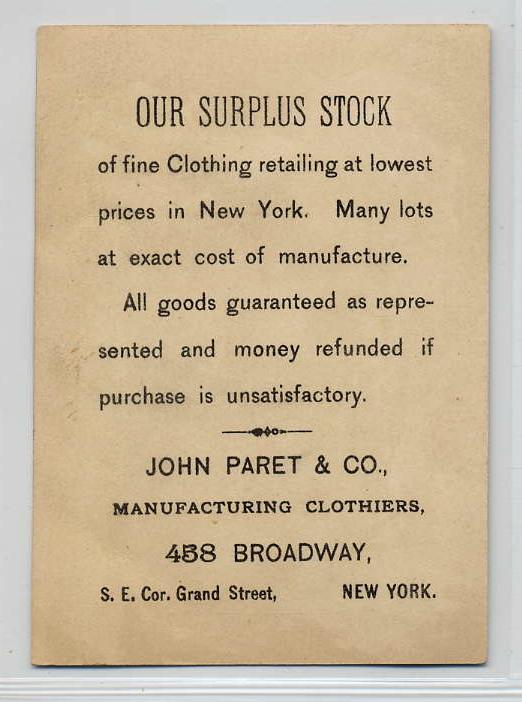 OUR SURPLUS STOCK
of fine Clothing retailing at lowest
prices in New York. Many lots
at exact cost of manufacture.
All goods guaranteed as repre-
sented and money refunded if
purchase is unsatisfactory.
JOHN PARET & CO.,
MANUFACTURING CLOTHIERS,
458 BROADWAY,
S. E. Cor. Grand Street, NEW YORK.